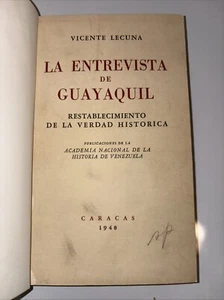 VICENTE LECUNA
LA ENTREVISTA
DE
GUAYAQUIL
RESTABLECIMIENTO
DE LA VERDAD HISTORICA
PUBLICACIONES DE LA
ACADEMIA NACIONAL DE LA
HISTORIA DE VENEZUELA
CARACAS
1948